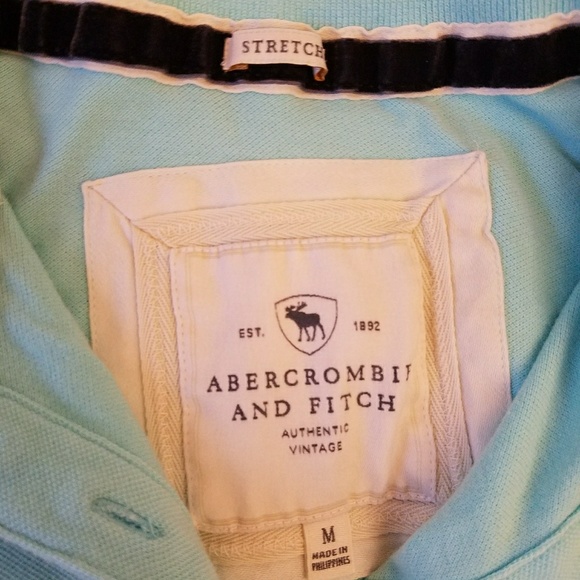 STRETCH
EST. 1892
ABERCROMBIE
AND FITCH
AUTHENTIC
VINTAGE
M
MADE IN
PHILIPPINES